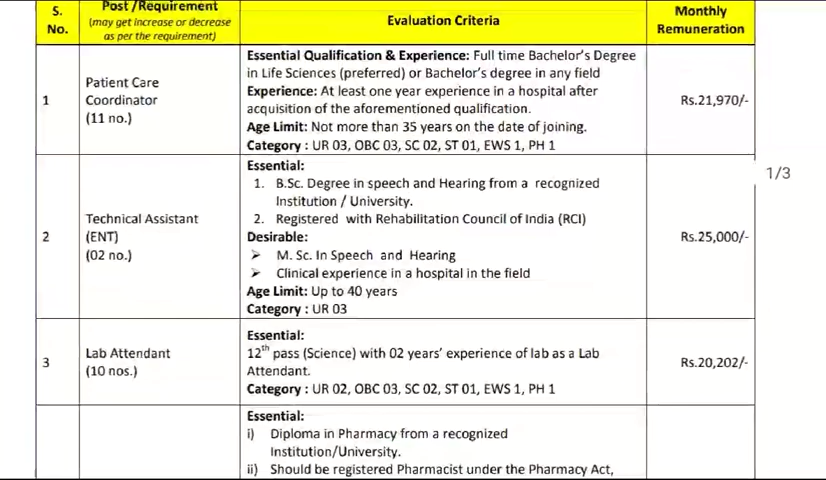 S.
No.
Post /Requirement
(may get increase or decrease
as per the requirement)
Evaluation Criteria
Monthly
Remuneration
1
Patient Care
Coordinator
(11 no.)
Essential Qualification & Experience: Full time Bachelor's Degree
in Life Sciences (preferred) or Bachelor's degree in any field
Experience: At least one year experience in a hospital after
acquisition of the aforementioned qualification.
Age Limit: Not more than 35 years on the date of joining.
Category : UR 03, OBC 03, SC 02, ST 01, EWS 1, PH 1
Rs.21,970/-
1/3
2
Technical Assistant
(ENT)
(02 no.)
Essential:
1. B.Sc. Degree in speech and Hearing from a recognized
Institution / University.
2. Registered with Rehabilitation Council of India (RCI)
Desirable:
➢ M. Sc. In Speech and Hearing
➢ Clinical experience in a hospital in the field
Age Limit: Up to 40 years
Category : UR 03
Rs.25,000/-
3
Lab Attendant
(10 nos.)
Essential:
12th pass (Science) with 02 years' experience of lab as a Lab
Attendant.
Category : UR 02, OBC 03, SC 02, ST 01, EWS 1, PH 1
Rs.20,202/-
Essential:
i) Diploma in Pharmacy from a recognized
Institution/University.
ii) Should be registered Pharmacist under the Pharmacy Act,